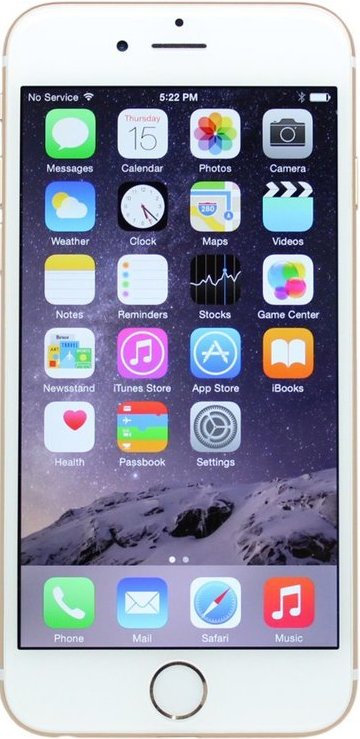 No Service 5:22 PM
Thursday
15
Messages Calendar Photos Camera
280
Weather Clock Maps Videos
Notes Reminders Stocks Game Center
TRAVEL
Newsstand iTunes Store App Store iBooks
Health Passbook Settings
Phone Mail Safari Music